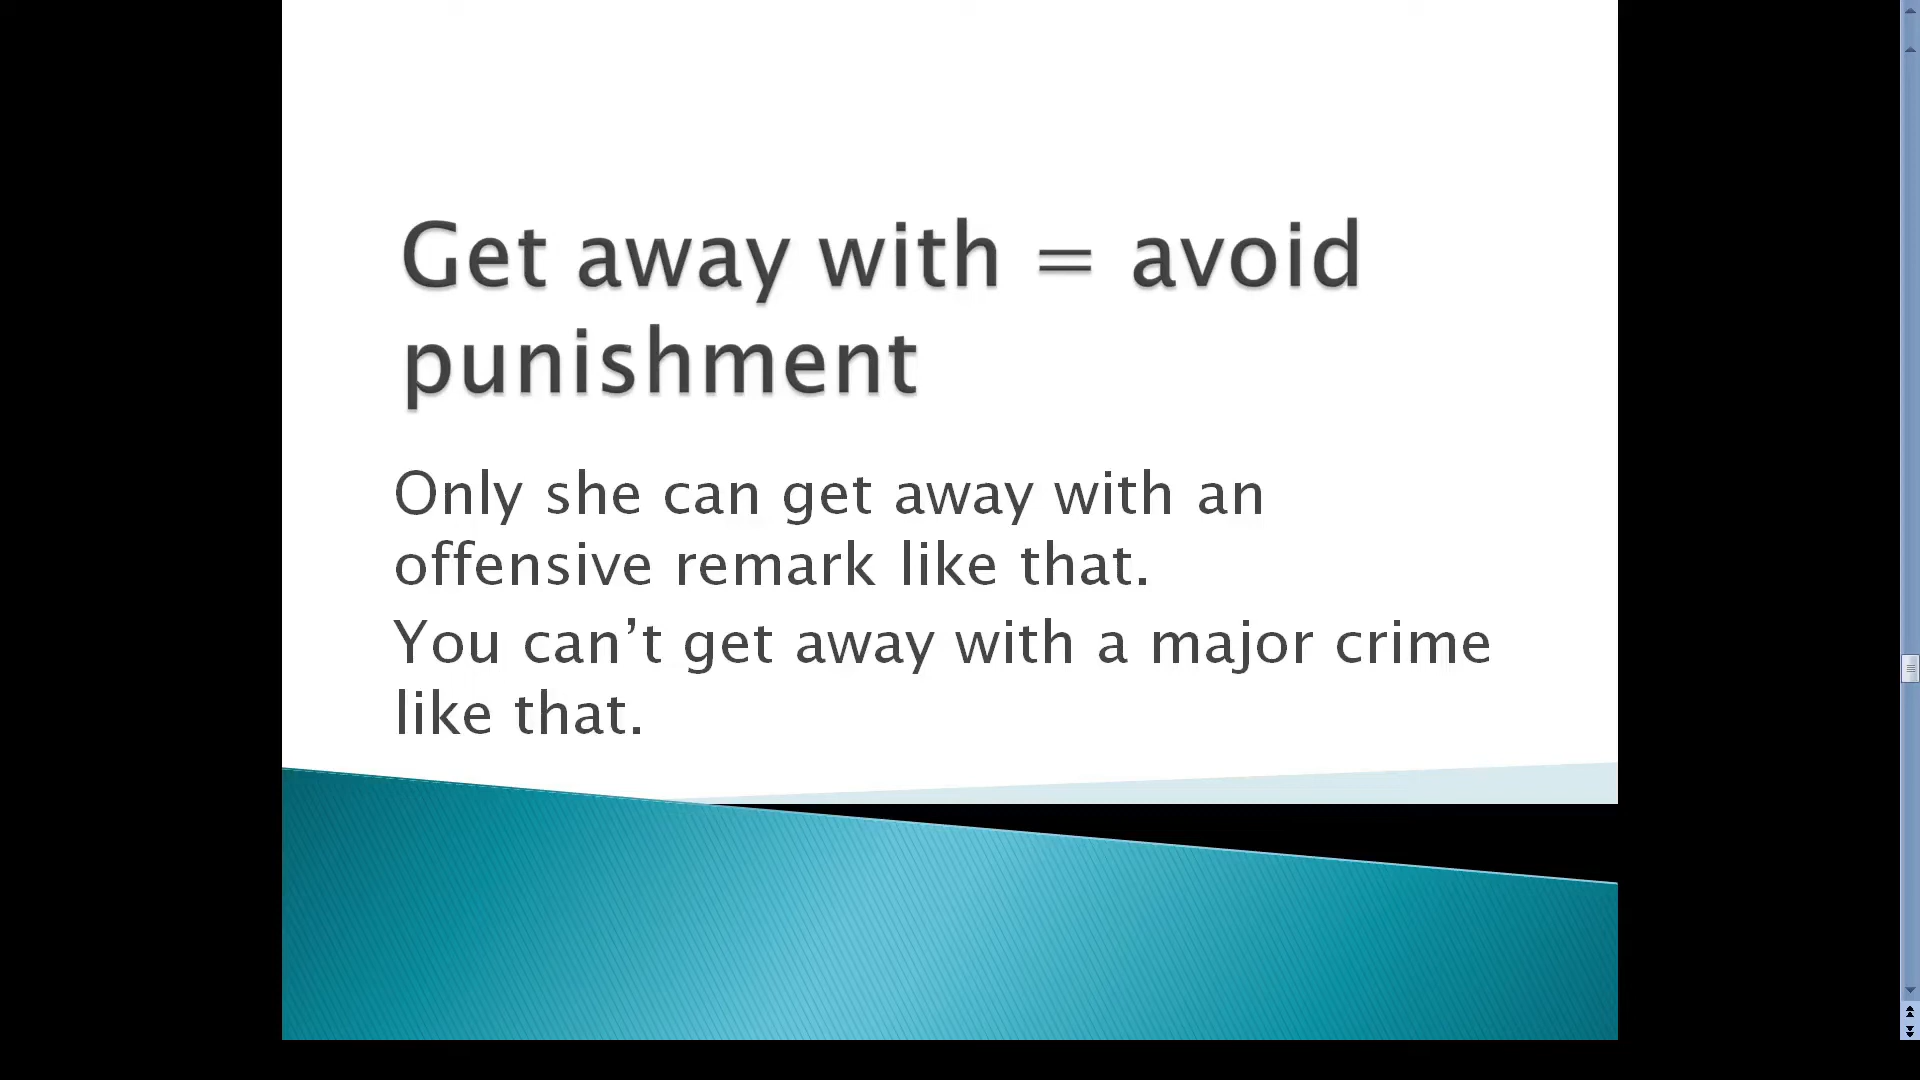 Get away with = avoid
punishment
Only she can get away with an
offensive remark like that.
You can’t get away with a major crime
like that.